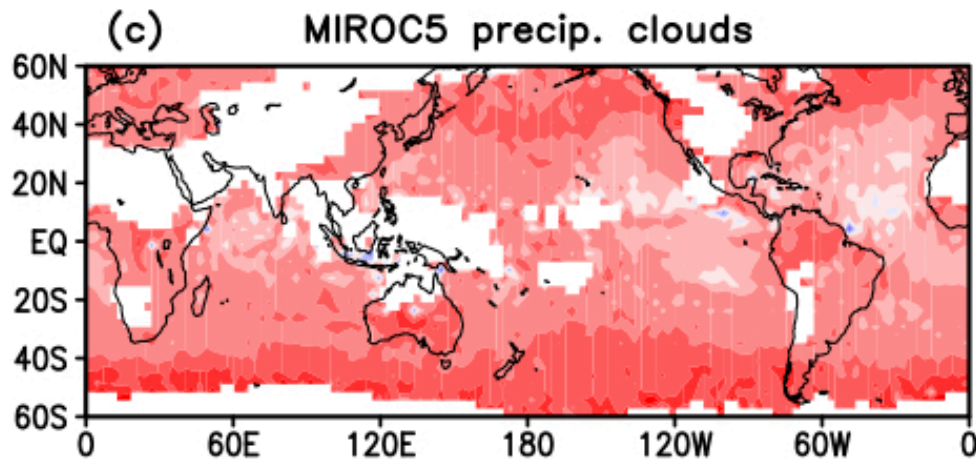 (c) MIROC5 precip. clouds
60N
40N
20N
EQ
20S
40S
60S
0 60E 120E 180 120W 60W 0